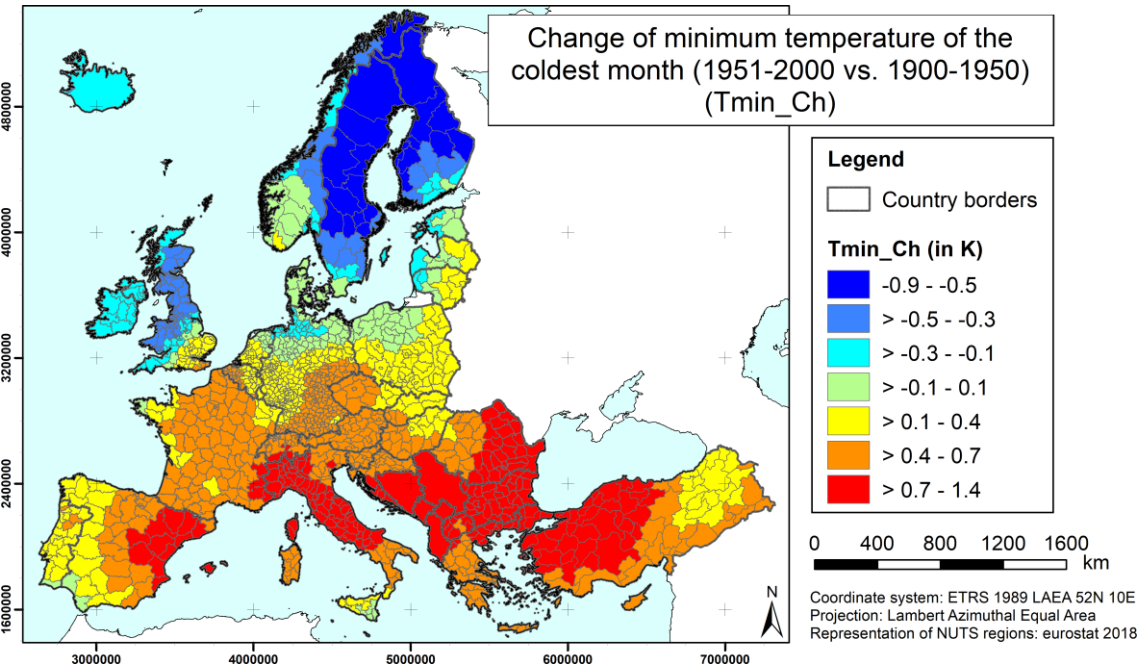 Change of minimum temperature of the
coldest month (1951-2000 vs. 1900-1950)
(Tmin_Ch)
Legend
Country borders
Tmin_Ch (in K)
-0.9 - -0.5
> -0.5 - -0.3
> -0.3 - -0.1
> -0.1 - 0.1
> 0.1 - 0.4
> 0.4 - 0.7
> 0.7 - 1.4
0 400 800 1200 1600
km
N
Coordinate system: ETRS 1989 LAEA 52N 10E
Projection: Lambert Azimuthal Equal Area
Representation of NUTS regions: eurostat 2018
4800000
4000000
3200000
2400000
1600000
3000000 4000000 5000000 6000000 7000000